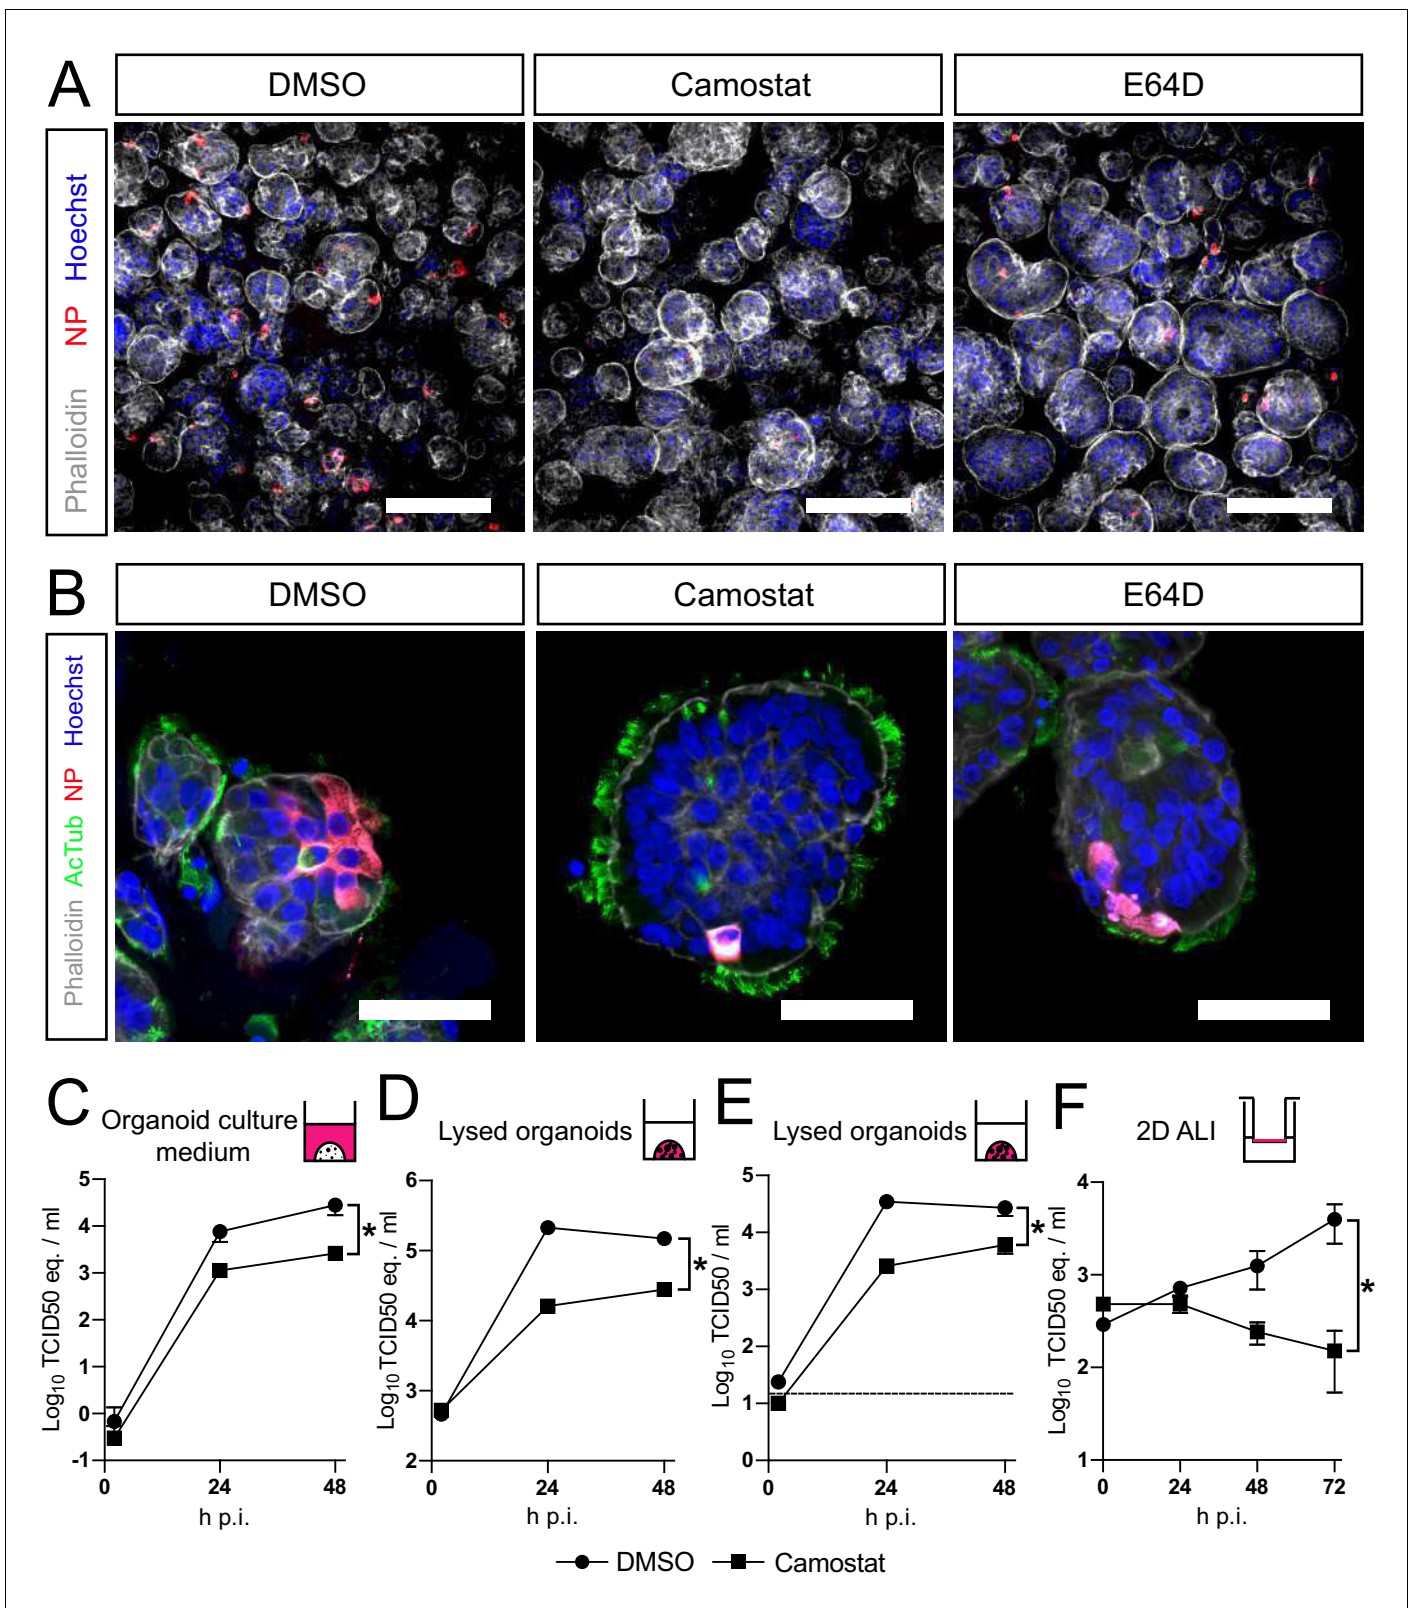 A
DMSO
Camostat
E64D
Phalloidin NP Hoechst
B
DMSO
Camostat
E64D
Phalloidin AcTub NP Hoechst
C
Organoid culture
medium
Log10 TCID50 eq. / ml
5
4
3
2
1
0
-1
*
0
24
48
h p.i.
D
Lysed organoids
Log10 TCID50 eq. / ml
6
5
4
3
2
*
0
24
48
h p.i.
E
Lysed organoids
Log10 TCID50 / ml
5
4
3
2
1
0
*
0
24
48
h p.i.
F
2D ALI
Log10 TCID50 eq. / ml
4
3
2
1
*
0
24
48
72
h p.i.
DMSO
Camostat